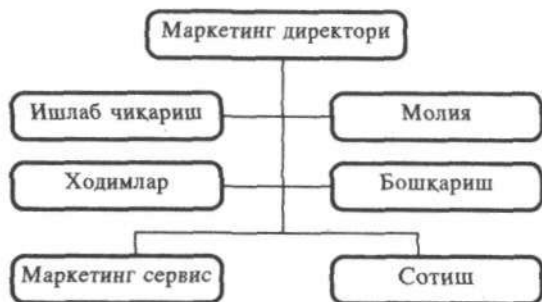 Маркетинг директори
Ишлаб чиқариш
Молия
Ходимлар
Бошқариш
Маркетинг сервис
Сотиш